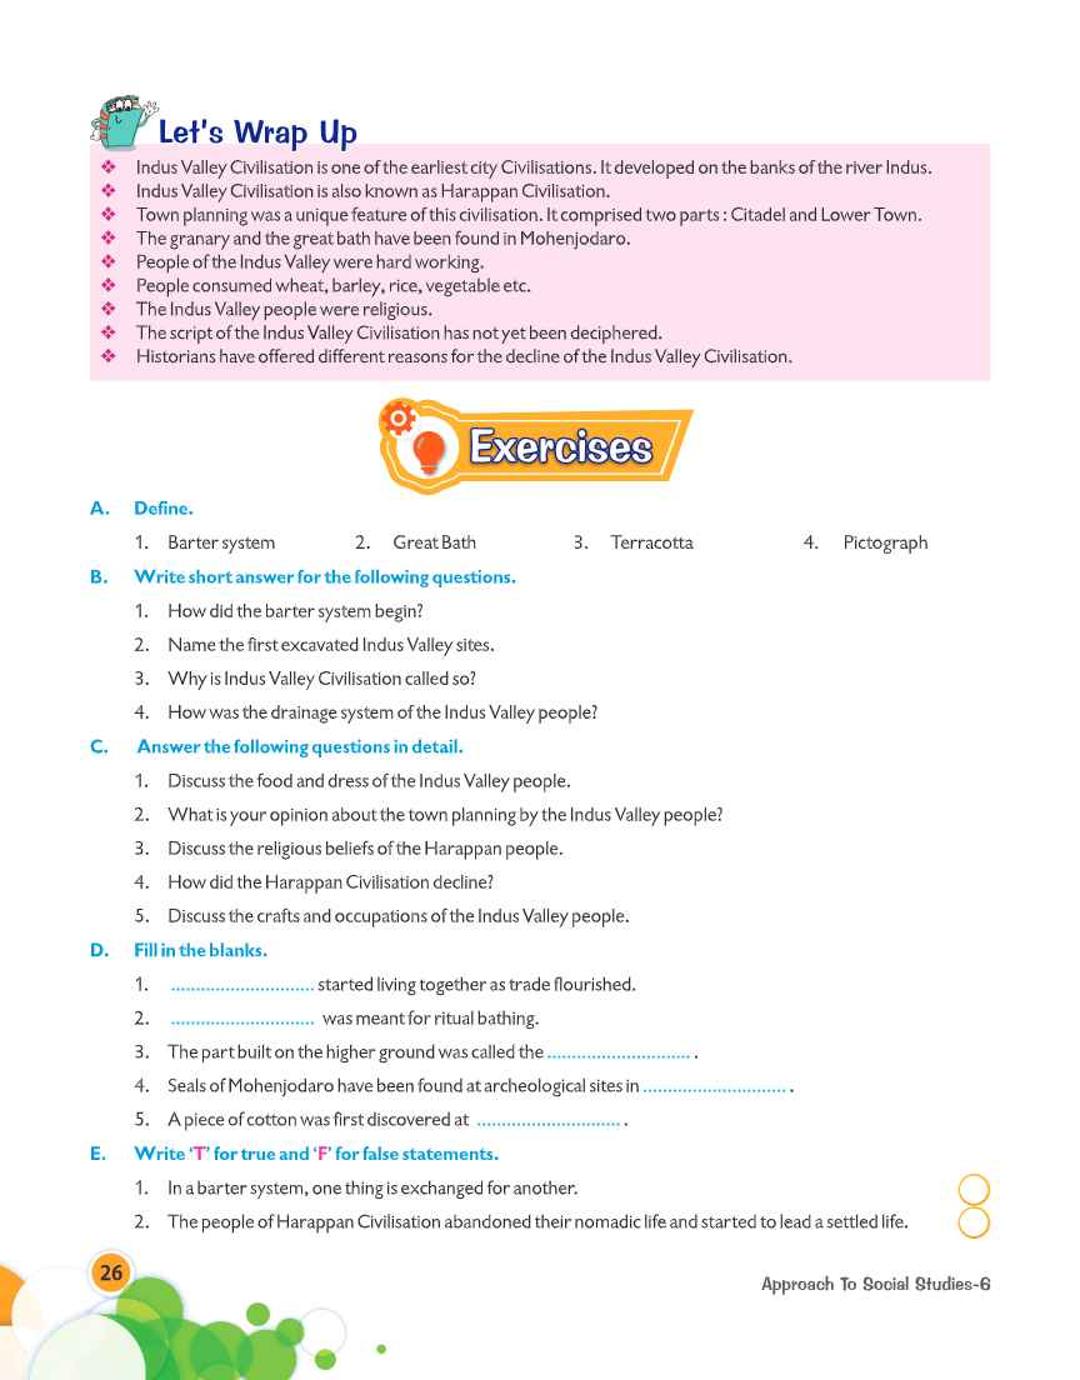 Let's Wrap Up
❖ Indus Valley Civilisation is one of the earliest city Civilisations. It developed on the banks of the river Indus.
❖ Indus Valley Civilisation is also known as Harappan Civilisation.
❖ Town planning was a unique feature of this civilisation. It comprised two parts : Citadel and Lower Town.
❖ The granary and the great bath have been found in Mohenjodaro.
❖ People of the Indus Valley were hard working.
❖ People consumed wheat, barley, rice, vegetable etc.
❖ The Indus Valley people were religious.
❖ The script of the Indus Valley Civilisation has not yet been deciphered.
❖ Historians have offered different reasons for the decline of the Indus Valley Civilisation.
Exercises
A. Define.
1. Barter system 2. Great Bath 3. Terracotta 4. Pictograph
B. Write short answer for the following questions.
1. How did the barter system begin?
2. Name the first excavated Indus Valley sites.
3. Why is Indus Valley Civilisation called so?
4. How was the drainage system of the Indus Valley people?
C. Answer the following questions in detail.
1. Discuss the food and dress of the Indus Valley people.
2. What is your opinion about the town planning by the Indus Valley people?
3. Discuss the religious beliefs of the Harappan people.
4. How did the Harappan Civilisation decline?
5. Discuss the crafts and occupations of the Indus Valley people.
D. Fill in the blanks.
1. ............................ started living together as trade flourished.
2. ............................ was meant for ritual bathing.
3. The part built on the higher ground was called the ............................ .
4. Seals of Mohenjodaro have been found at archeological sites in ............................ .
5. A piece of cotton was first discovered at ............................ .
E. Write ‘T’ for true and ‘F’ for false statements.
1. In a barter system, one thing is exchanged for another.
2. The people of Harappan Civilisation abandoned their nomadic life and started to lead a settled life.
26
Approach To Social Studies-6